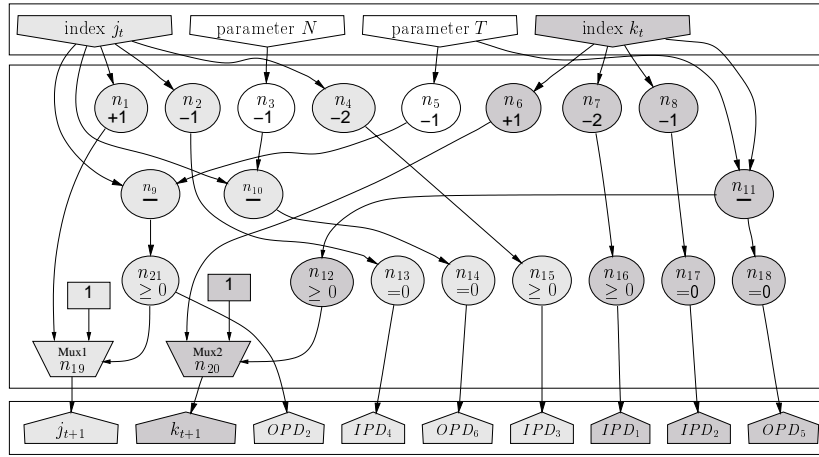 index j_t
parameter N
parameter T
index k_t
n_1
+1
n_2
−1
n_3
−1
n_4
−2
n_5
−1
n_6
+1
n_7
−2
n_8
−1
n_9
−
n_10
−
n_11
−
n_21
≥ 0
n_12
≥ 0
n_13
=0
n_14
=0
n_15
≥ 0
n_16
≥ 0
n_17
=0
n_18
=0
1
1
Mux1
n_19
Mux2
n_20
j_{t+1}
k_{t+1}
OPD_2
IPD_4
OPD_6
IPD_3
IPD_1
IPD_2
OPD_5